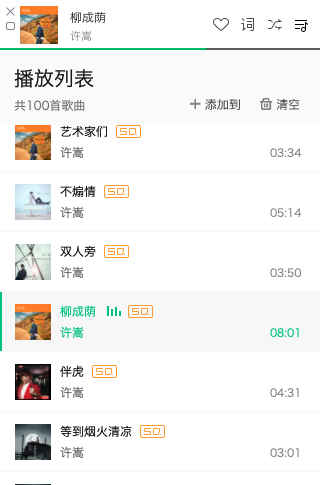 柳成荫
许嵩
词
播放列表
共100首歌曲
添加到
清空
艺术家们 SQ
许嵩 03:34
不煽情 SQ
许嵩 05:14
双人旁 SQ
许嵩 03:50
柳成荫 SQ
许嵩 08:01
伴虎 SQ
许嵩 04:31
等到烟火清凉 SQ
许嵩 03:01